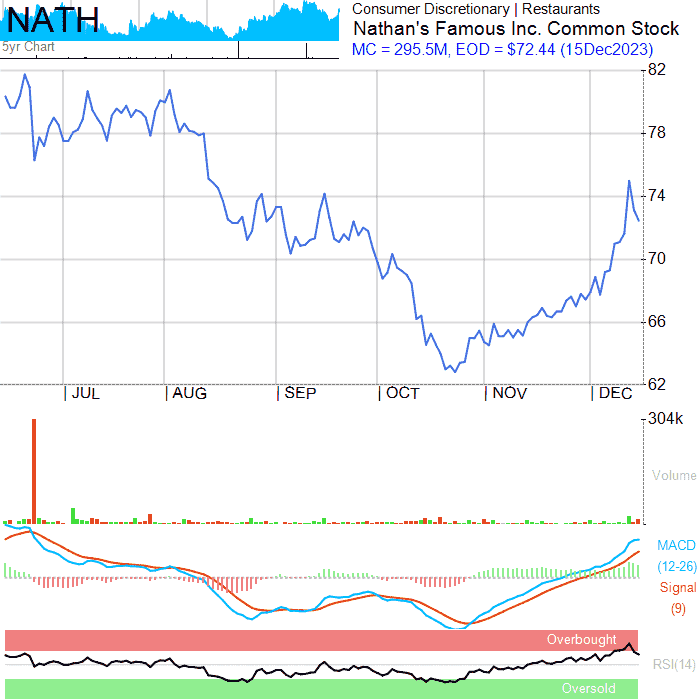 NATH
5yr Chart
Consumer Discretionary | Restaurants
Nathan's Famous Inc. Common Stock
MC = 295.5M, EOD = $72.44 (15Dec2023)
82
78
74
70
66
62
| JUL | AUG | SEP | OCT | NOV | DEC
304k
Volume
0
MACD
(12-26)
Signal
(9)
Overbought
RSI(14)
Oversold